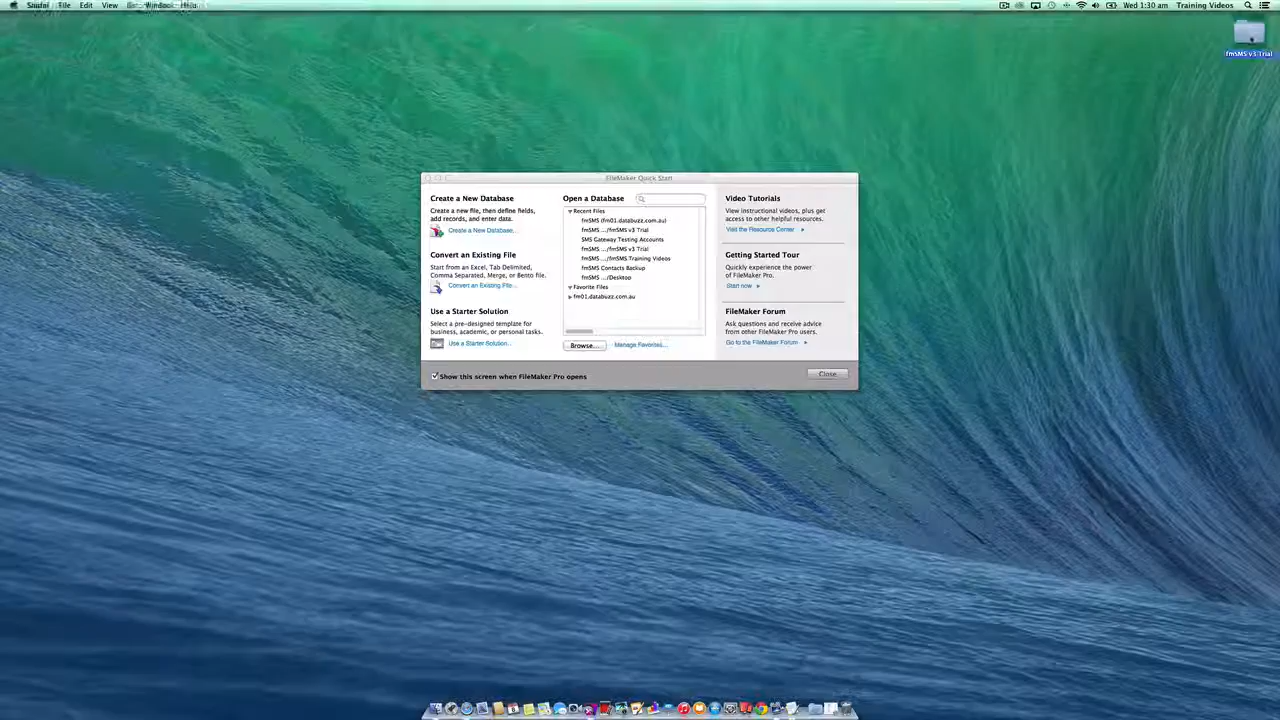 File Edit View Window Help
Wed 1:30 am Training Videos
fmSMS v3 Trial
FileMaker Quick Start
Create a New Database
Create a new file, then define fields,
add records, and enter data.
Create a New Database...
Convert an Existing File
Start from an Excel, Tab Delimited,
Comma Separated, Merge, or Bento file.
Convert an Existing File...
Use a Starter Solution
Select a pre-designed template for
business, academic, or personal tasks.
Use a Starter Solution...
Open a Database
Recent Files
fmSMS (fm01.databuzz.com.au)
fmSMS .../fmSMS v3 Trial
SMS Gateway Testing Accounts
fmSMS .../fmSMS v3 Trial
fmSMS .../fmSMS Training Videos
fmSMS Contacts Backup
fmSMS .../Desktop
Favorite Files
fm01.databuzz.com.au
Browse...
Manage Favorites...
Video Tutorials
View instructional videos, plus get
access to other helpful resources.
Visit the Resource Center
Getting Started Tour
Quickly experience the power
of FileMaker Pro.
Start now
FileMaker Forum
Ask questions and receive advice
from other FileMaker Pro users.
Go to the FileMaker Forum
Show this screen when FileMaker Pro opens
Close